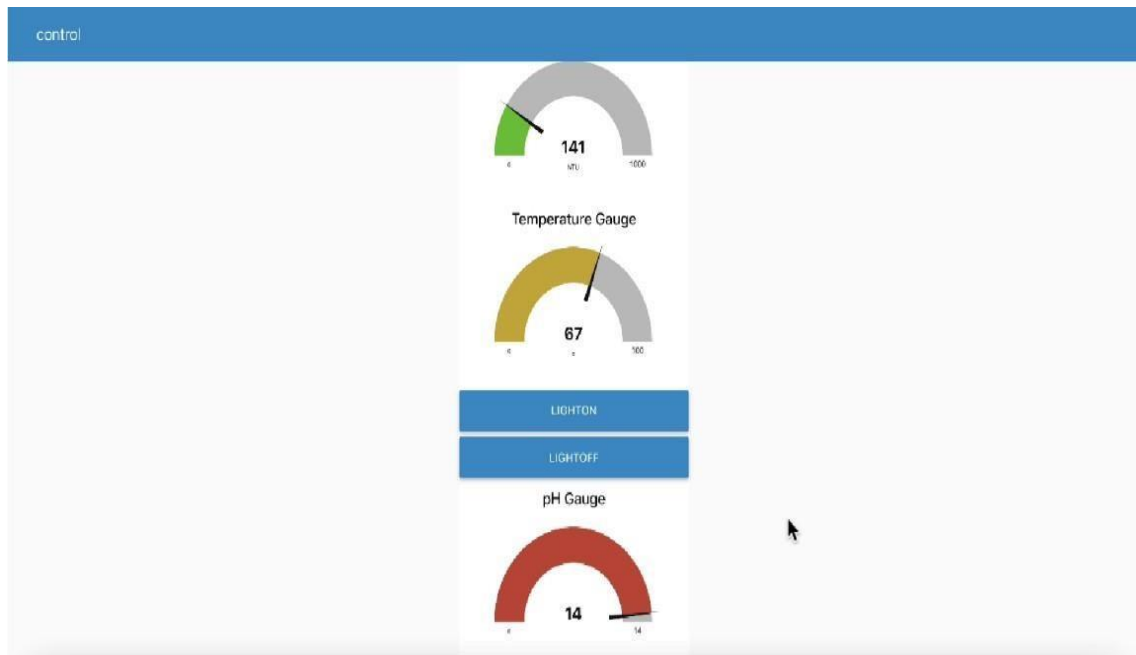 control
141
NTU
1000
Temperature Gauge
67
100
LIGHTON
LIGHTOFF
pH Gauge
14
14